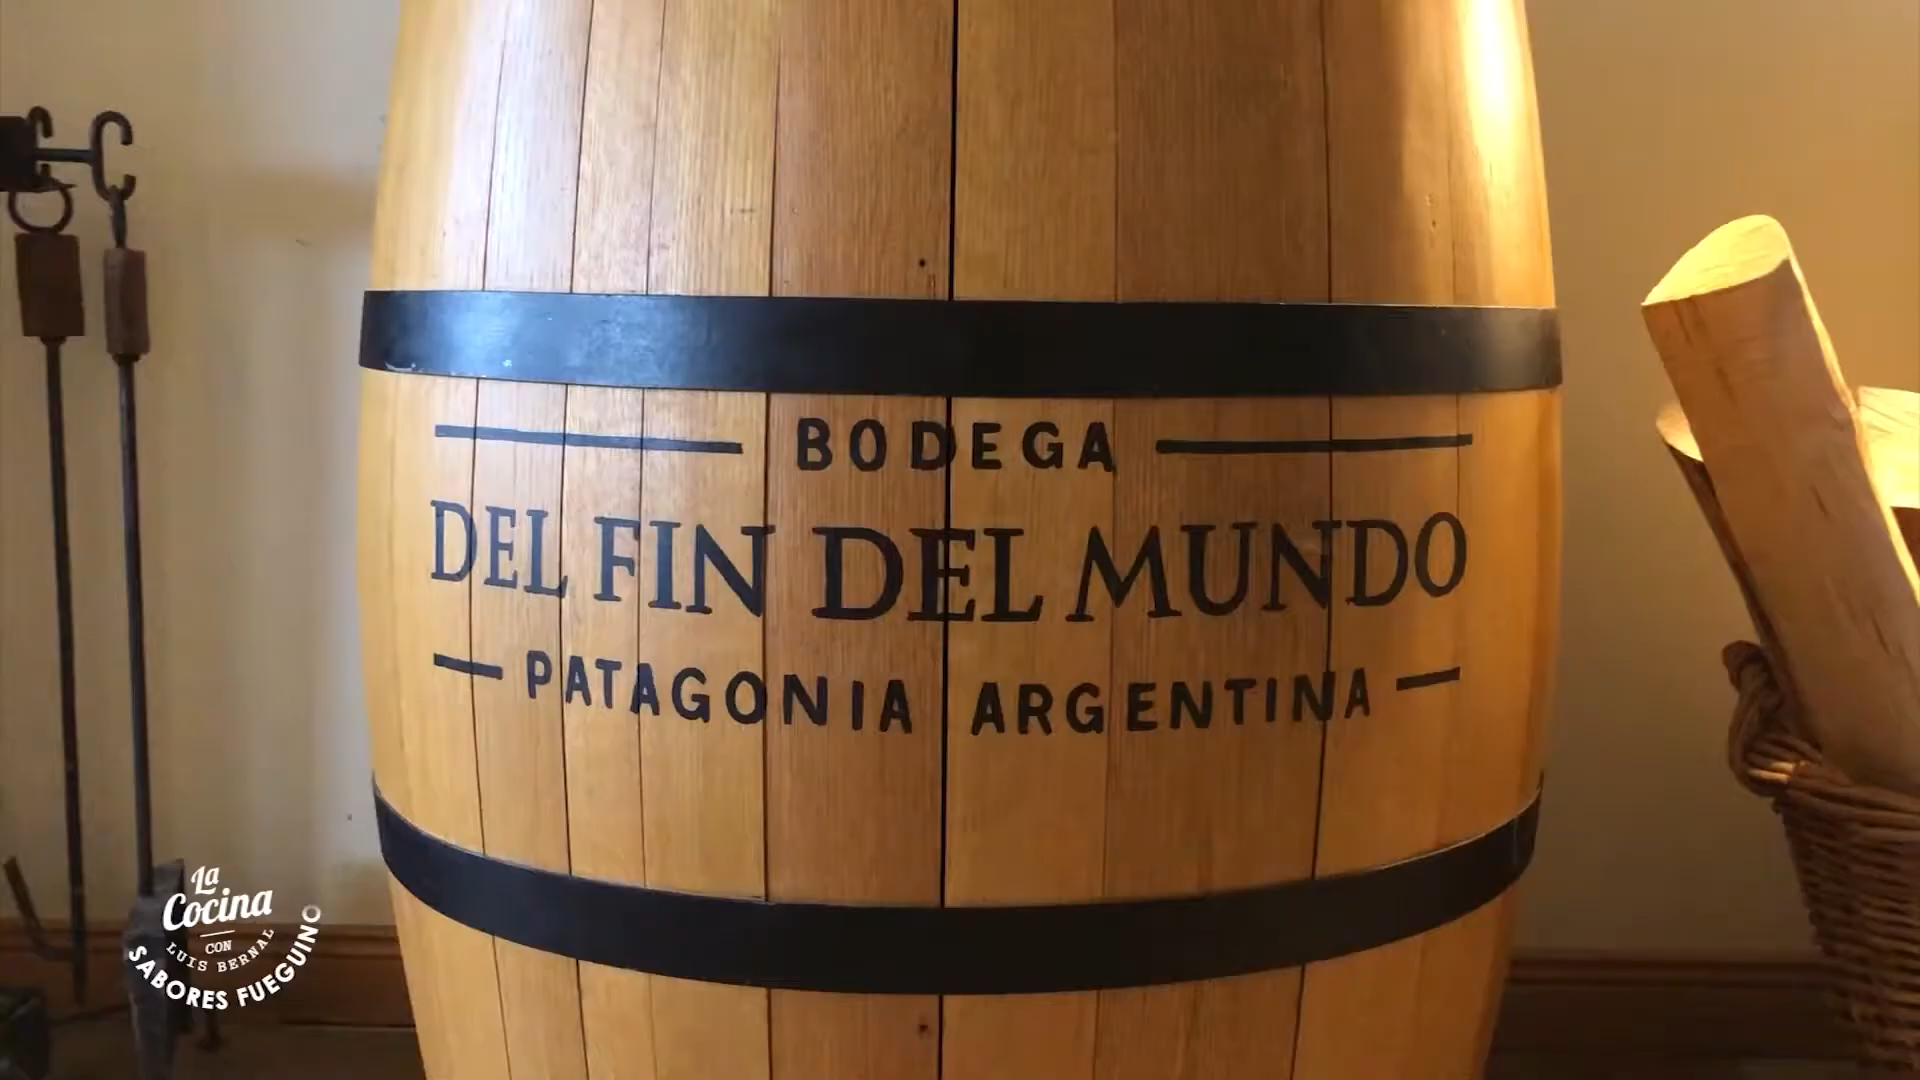 BODEGA
DEL FIN DEL MUNDO
PATAGONIA ARGENTINA
La
Cocina
CON
LUIS BERNAL
SABORES FUEGUINO